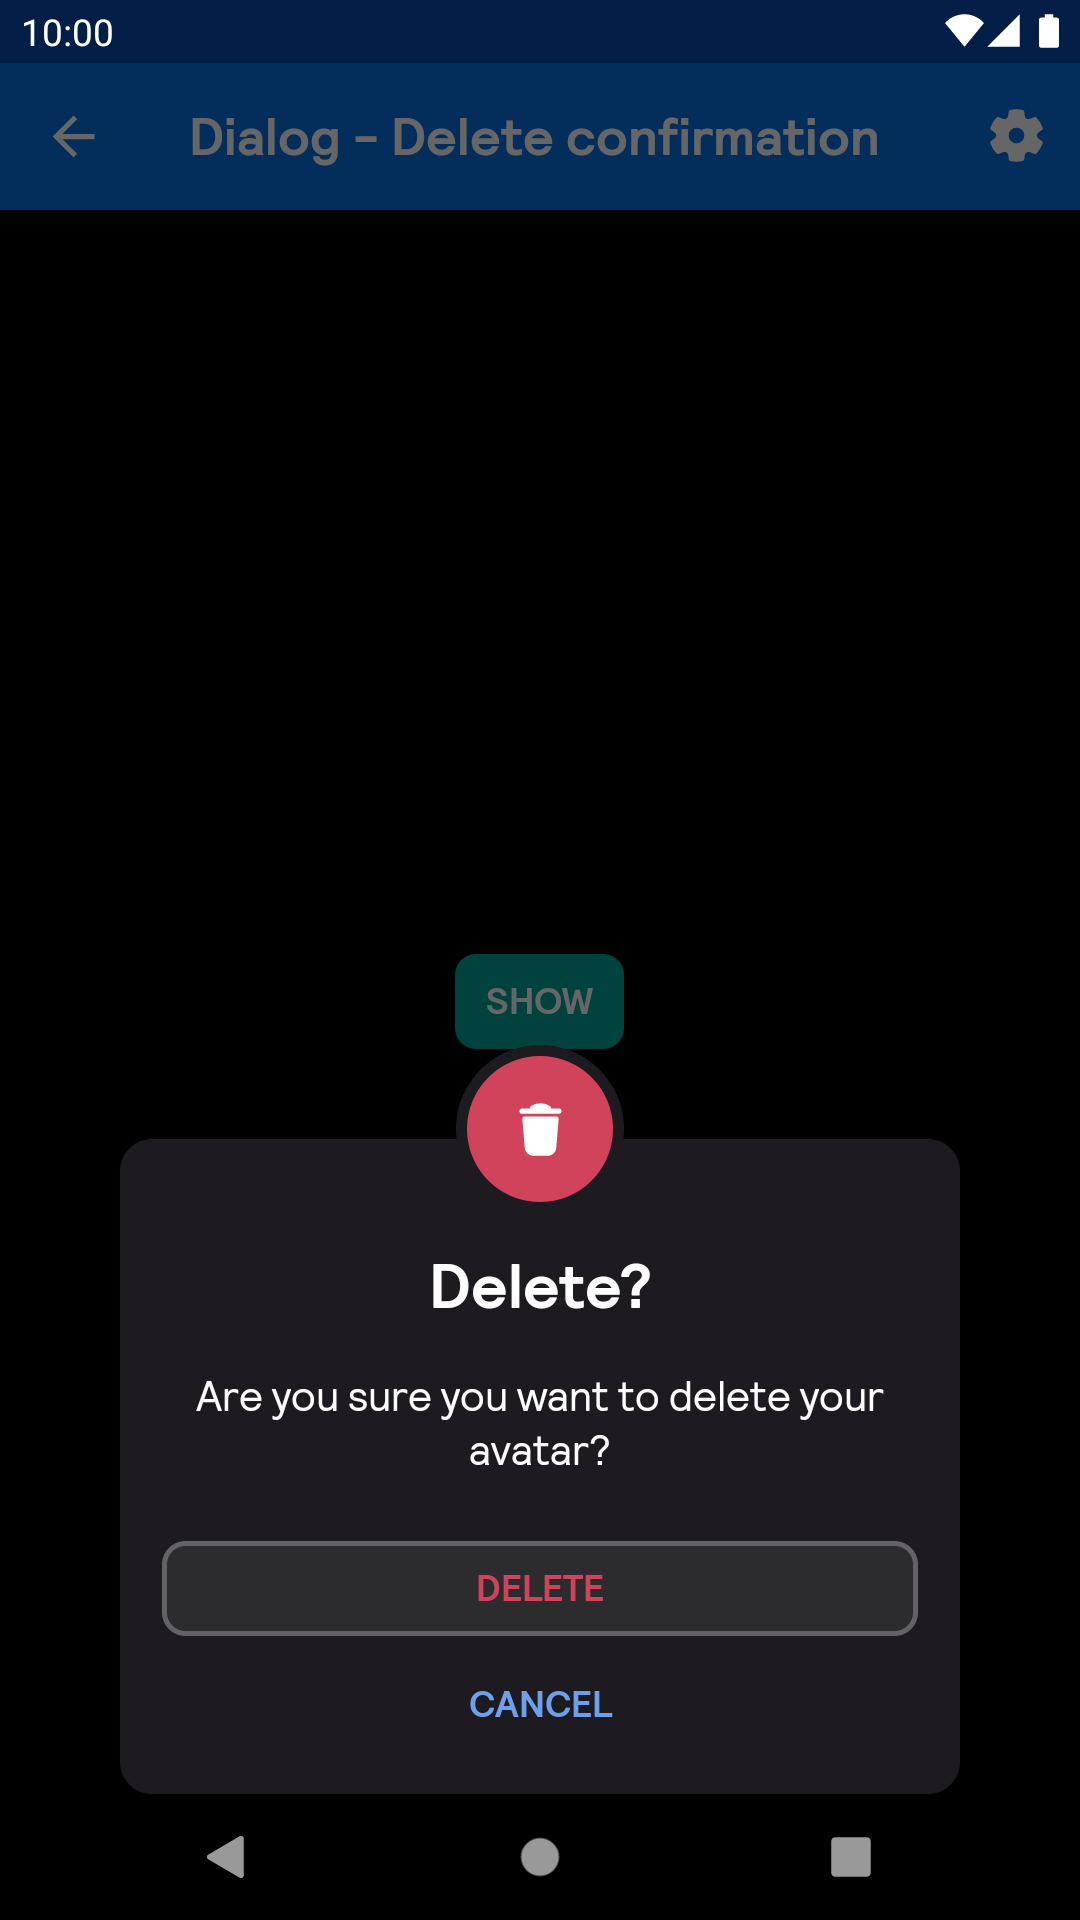 10:00
Dialog - Delete confirmation
SHOW
Delete?
Are you sure you want to delete your
avatar?
DELETE
CANCEL